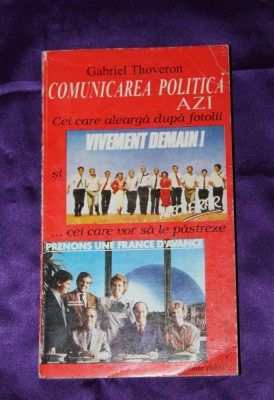 Gabriel Thoveron
COMUNICAREA POLITICĂ
AZI
Cei care aleargă după fotolii
VIVEMENT DEMAIN !
și
... cei care vor să le păstreze
PRENONS UNE FRANCE D'AVANCE